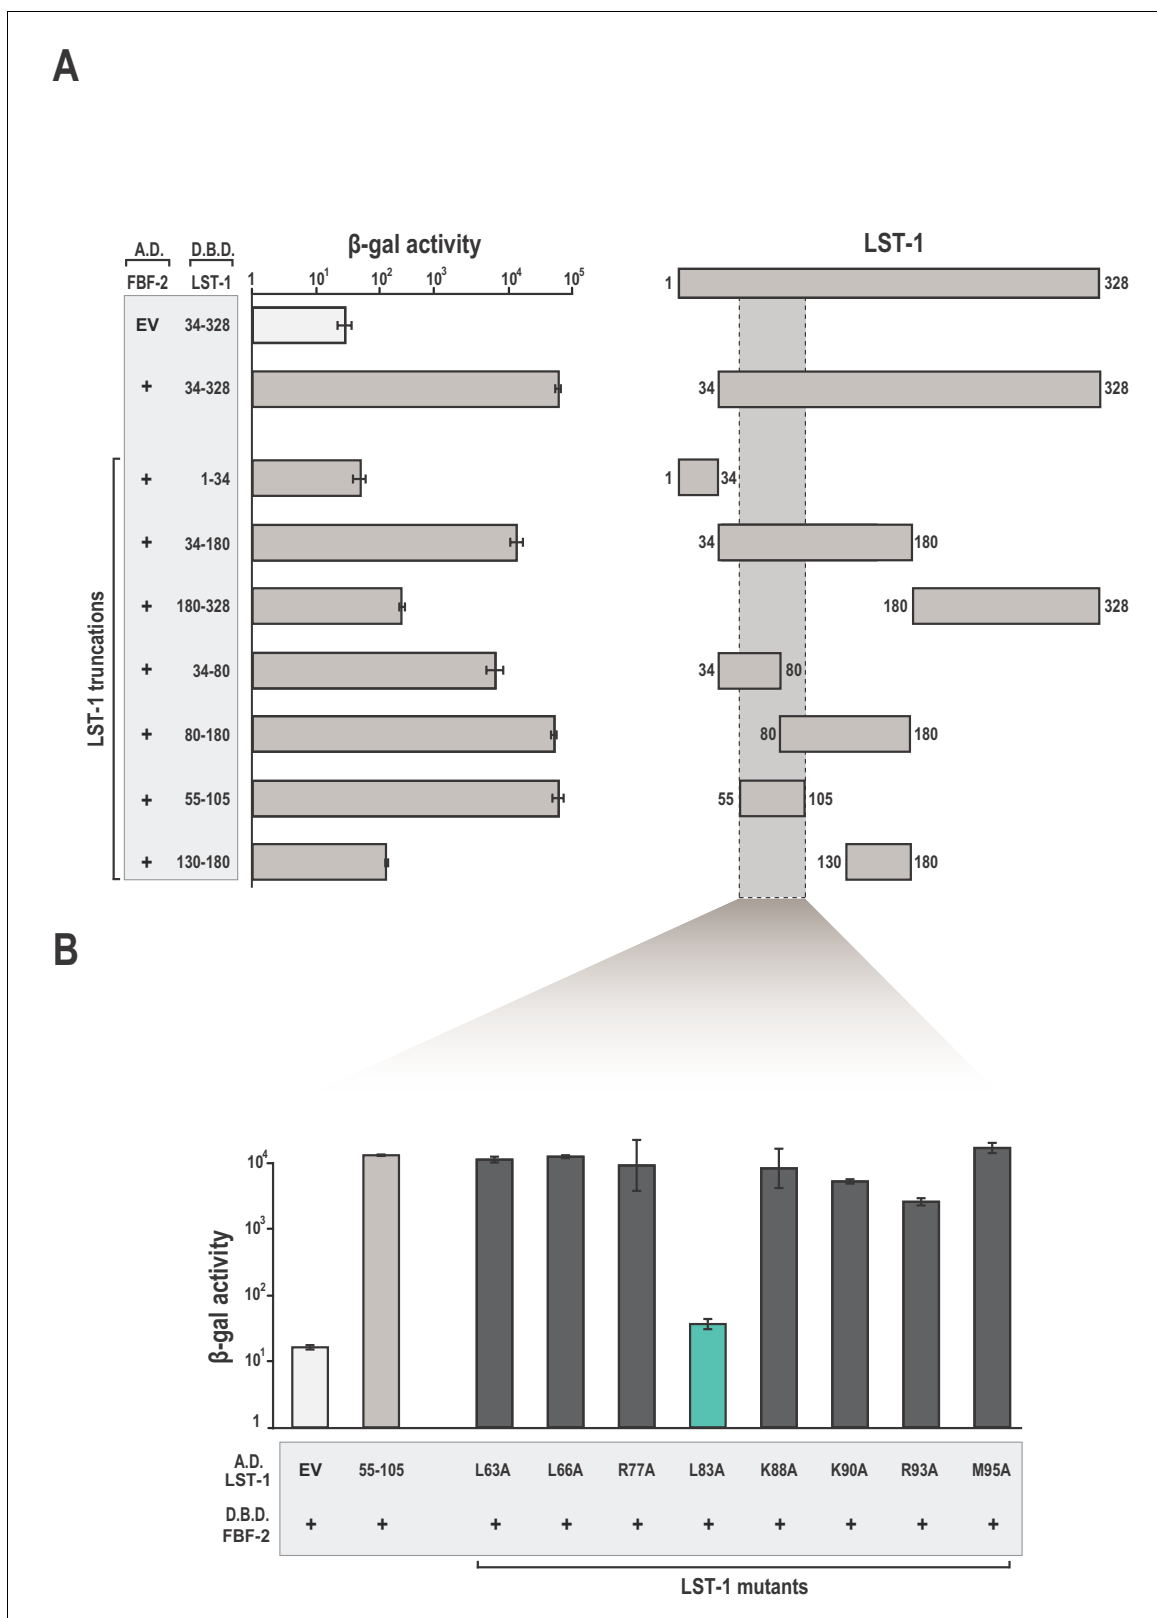 A
A.D. D.B.D. β-gal activity LST-1
FBF-2 LST-1 1 10¹ 10² 10³ 10⁴ 10⁵ 1 328
EV 34-328
+ 34-328 34 328
+ 1-34 1 34
+ 34-180 34 180
+ 180-328 180 328
+ 34-80 34 80
+ 80-180 80 180
+ 55-105 55 105
+ 130-180 130 180
LST-1 truncations
B
β-gal activity
10⁴
10³
10²
10¹
1
A.D.
LST-1 EV 55-105 L63A L66A R77A L83A K88A K90A R93A M95A
D.B.D.
FBF-2 + + + + + + + + + +
LST-1 mutants